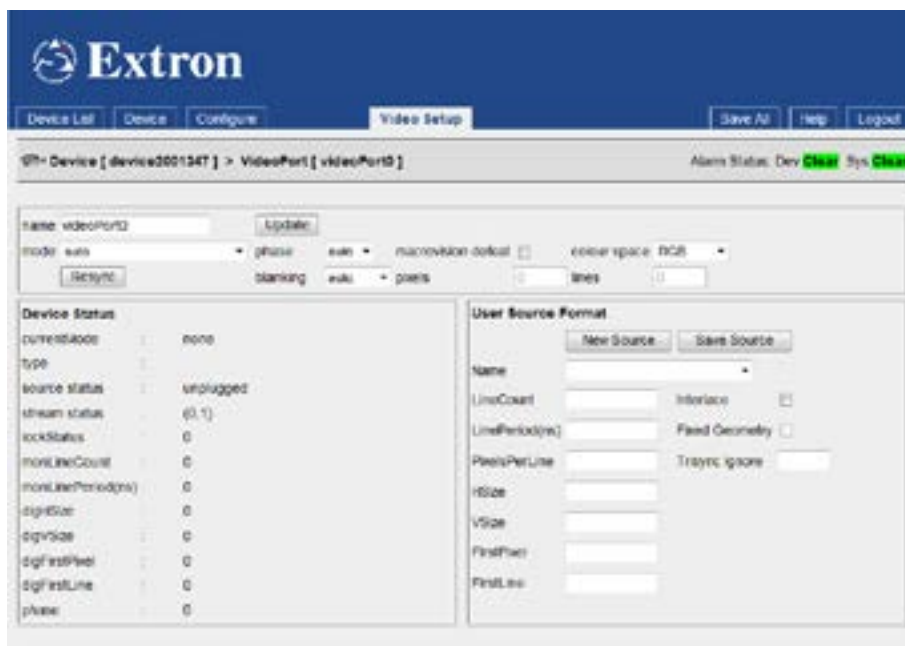 Extron
Device List Device Configure Video Setup Save All Help Logout
Device [ device2001347 ] > VideoPort [ videoPort0 ] Alarm Status: Dev Clear Sys Clear
name Update
mode auto phase auto macrovision defeat colour space RGB
Resync blanking auto pixels 0 lines 0
Device Status
currentMode : none
type :
source status : unplugged
stream status : (0,1)
lockStatus : 0
monLineCount : 0
monLinePeriod(ns) : 0
digHSize : 0
digVSize : 0
digFirstPixel : 0
digFirstLine : 0
phase : 0
User Source Format
New Source Save Source
Name
LineCount Interlace
LinePeriod(ns) Fixed Geometry
PixelsPerLine Trisync ignore
HSize
VSize
FirstPixel
FirstLine